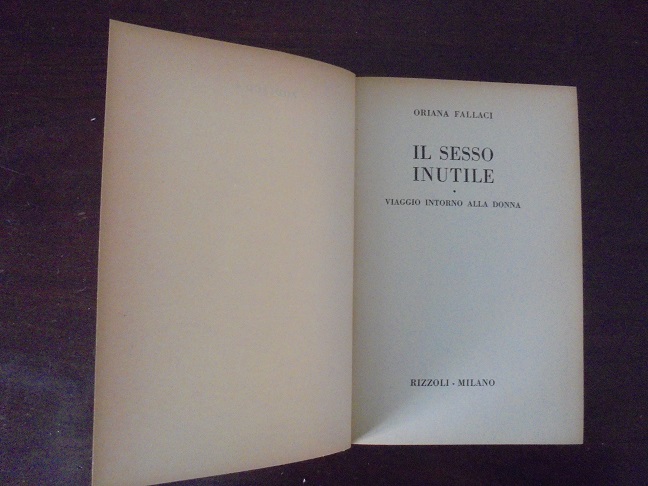 ORIANA FALLACI
IL SESSO
INUTILE
VIAGGIO INTORNO ALLA DONNA
RIZZOLI - MILANO